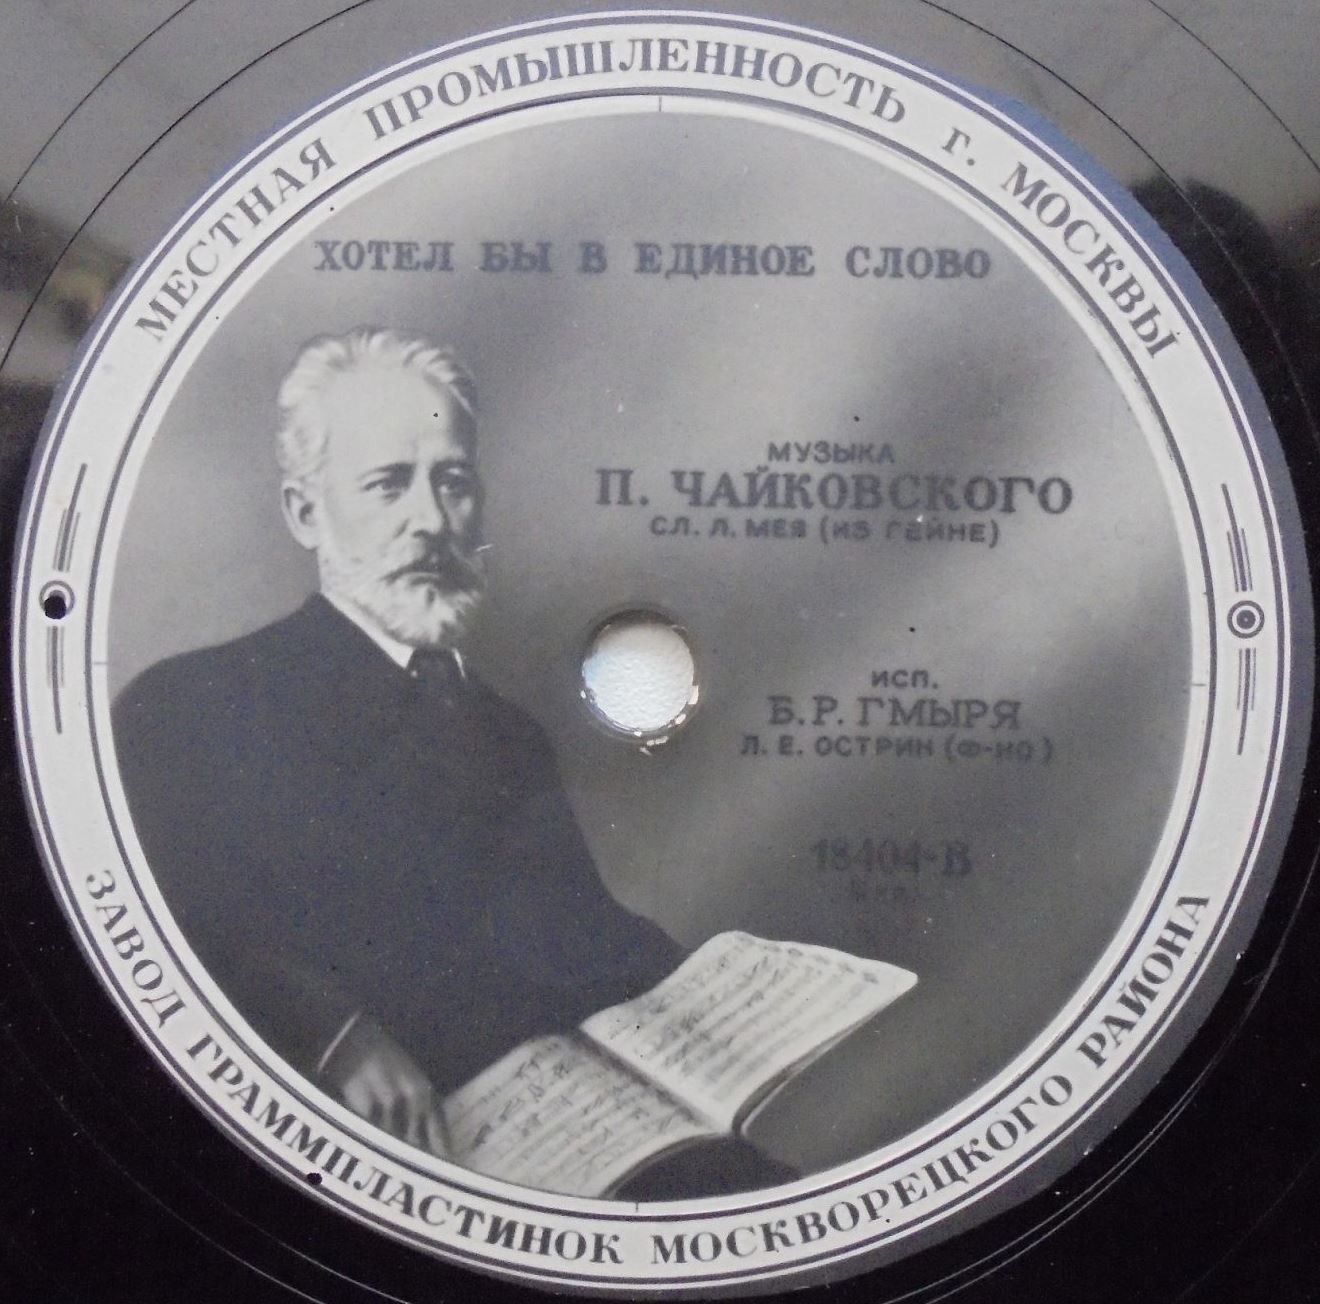 МЕСТНАЯ ПРОМЫШЛЕННОСТЬ г. МОСКВЫ
ХОТЕЛ БЫ В ЕДИНОЕ СЛОВО
МУЗЫКА
П. ЧАЙКОВСКОГО
СЛ. Л. МЕЯ (ИЗ ГЕЙНЕ)
ИСП.
Б. Р. ГМЫРЯ
Л. Е. ОСТРИН (Ф-НО)
18404-В
ЗАВОД ГРАММПЛАСТИНОК МОСКВОРЕЦКОГО РАЙОНА